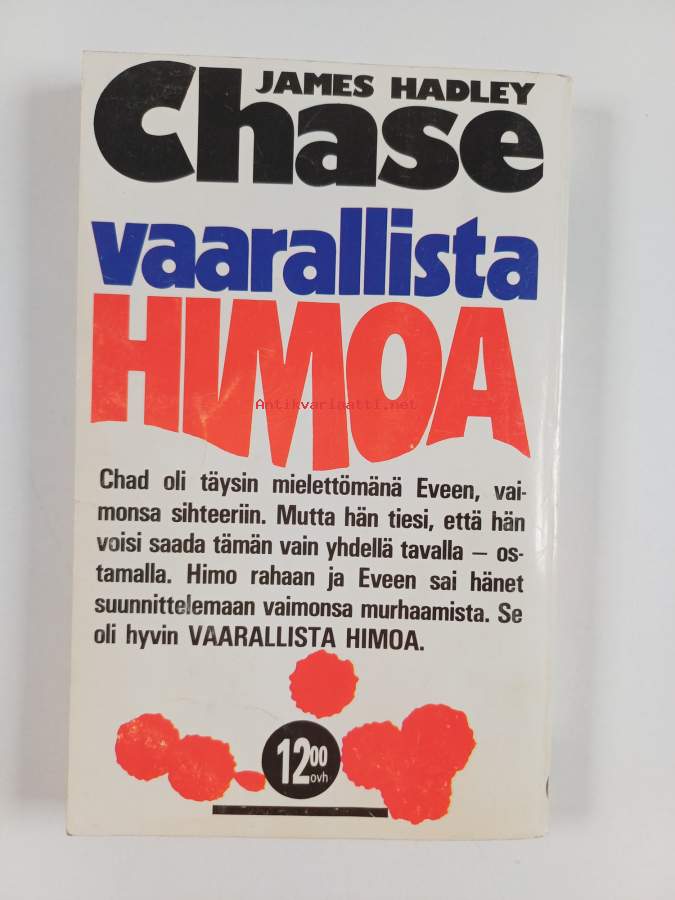 JAMES HADLEY
Chase
vaarallista
HIMOA
Antikvariaatti.net
Chad oli täysin mielettömänä Eveen, vai-
monsa sihteeriin. Mutta hän tiesi, että hän
voisi saada tämän vain yhdellä tavalla – os-
tamalla. Himo rahaan ja Eveen sai hänet
suunnittelemaan vaimonsa murhaamista. Se
oli hyvin VAARALLISTA HIMOA.
1200
ovh